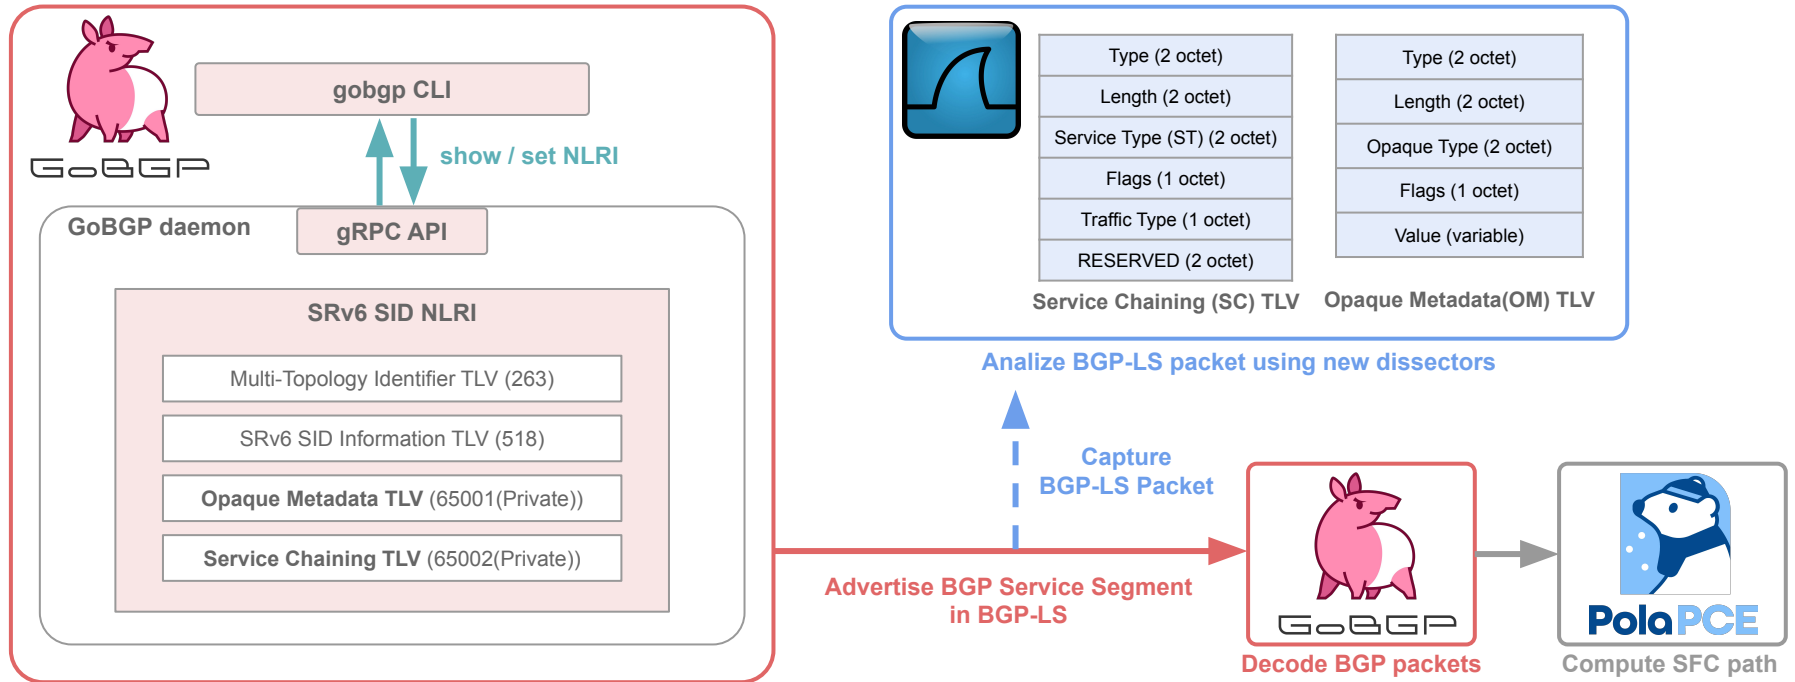 GoBGP
gobgp CLI
show / set NLRI
GoBGP daemon
gRPC API
SRv6 SID NLRI
Multi-Topology Identifier TLV (263)
SRv6 SID Information TLV (518)
Opaque Metadata TLV (65001(Private))
Service Chaining TLV (65002(Private))
Type (2 octet)
Length (2 octet)
Service Type (ST) (2 octet)
Flags (1 octet)
Traffic Type (1 octet)
RESERVED (2 octet)
Service Chaining (SC) TLV
Type (2 octet)
Length (2 octet)
Opaque Type (2 octet)
Flags (1 octet)
Value (variable)
Opaque Metadata(OM) TLV
Analize BGP-LS packet using new dissectors
Capture
BGP-LS Packet
Advertise BGP Service Segment
in BGP-LS
GoBGP
Decode BGP packets
Pola PCE
Compute SFC path